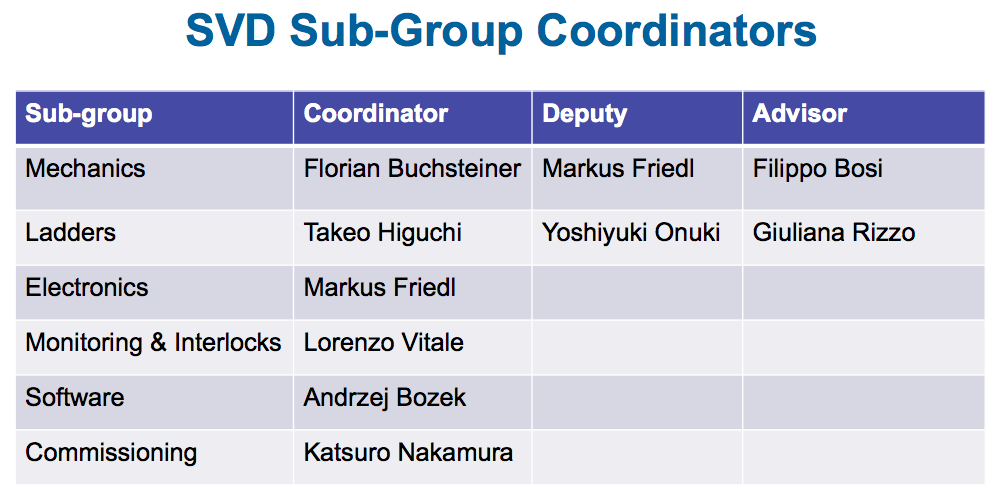 SVD Sub-Group Coordinators
Sub-group Coordinator Deputy Advisor
Mechanics Florian Buchsteiner Markus Friedl Filippo Bosi
Ladders Takeo Higuchi Yoshiyuki Onuki Giuliana Rizzo
Electronics Markus Friedl
Monitoring & Interlocks Lorenzo Vitale
Software Andrzej Bozek
Commissioning Katsuro Nakamura